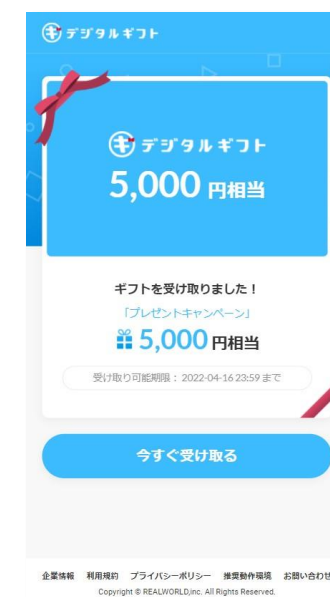 デジタルギフト
デジタルギフト
5,000 円相当
ギフトを受け取りました！
「プレゼントキャンペーン」
5,000 円相当
受け取り可能期限：2022-04-16 23:59 まで
今すぐ受け取る
企業情報 利用規約 プライバシーポリシー 推奨動作環境 お問い合わせ
Copyright © REALWORLD,inc. All Rights Reserved.